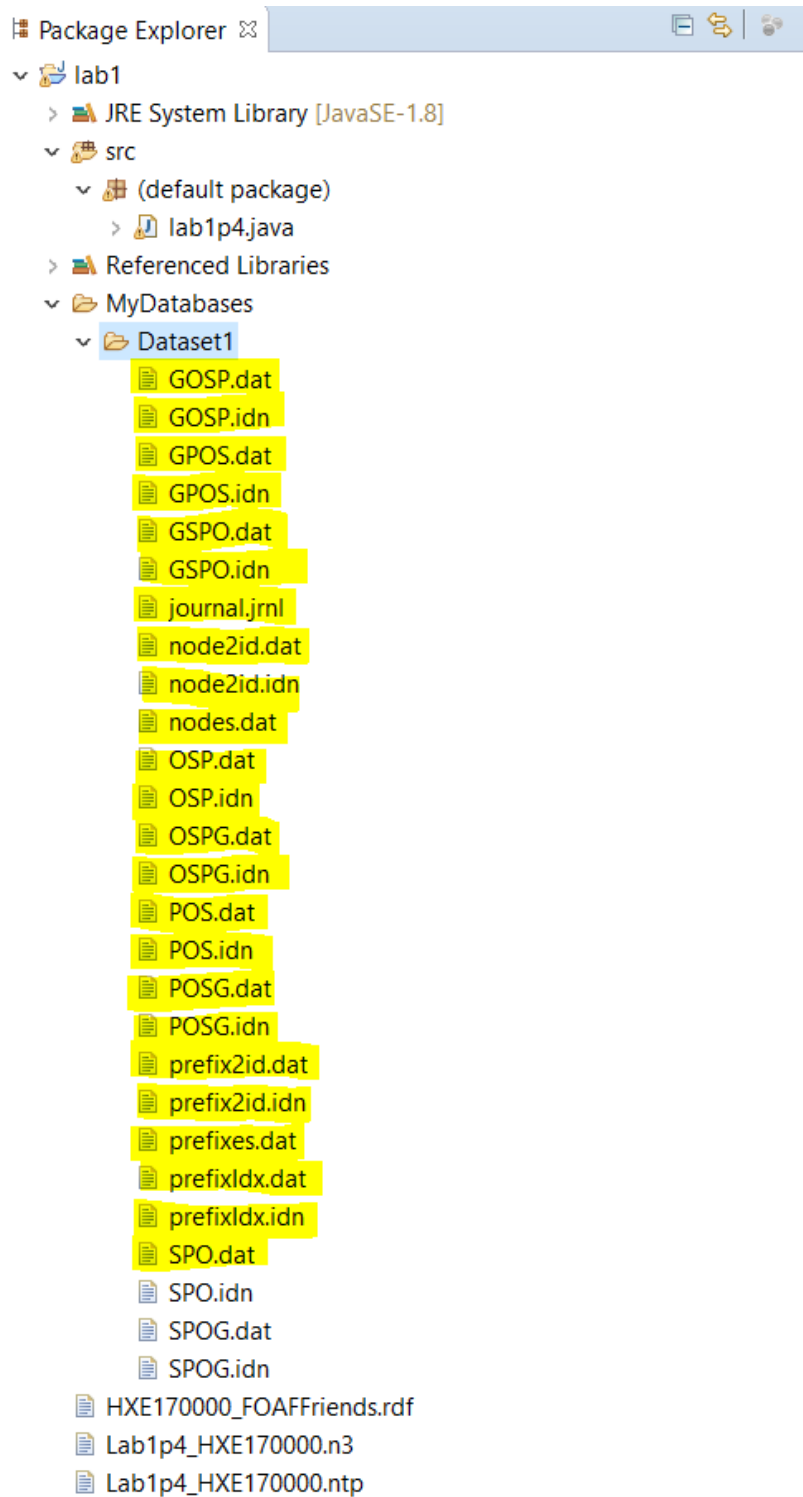 Package Explorer
lab1
JRE System Library [JavaSE-1.8]
src
(default package)
lab1p4.java
Referenced Libraries
MyDatabases
Dataset1
GOSP.dat
GOSP.idn
GPOS.dat
GPOS.idn
GSPO.dat
GSPO.idn
journal.jrnl
node2id.dat
node2id.idn
nodes.dat
OSP.dat
OSP.idn
OSPG.dat
OSPG.idn
POS.dat
POS.idn
POSG.dat
POSG.idn
prefix2id.dat
prefix2id.idn
prefixes.dat
prefixIdx.dat
prefixIdx.idn
SPO.dat
SPO.idn
SPOG.dat
SPOG.idn
HXE170000_FOAFFriends.rdf
Lab1p4_HXE170000.n3
Lab1p4_HXE170000.ntp